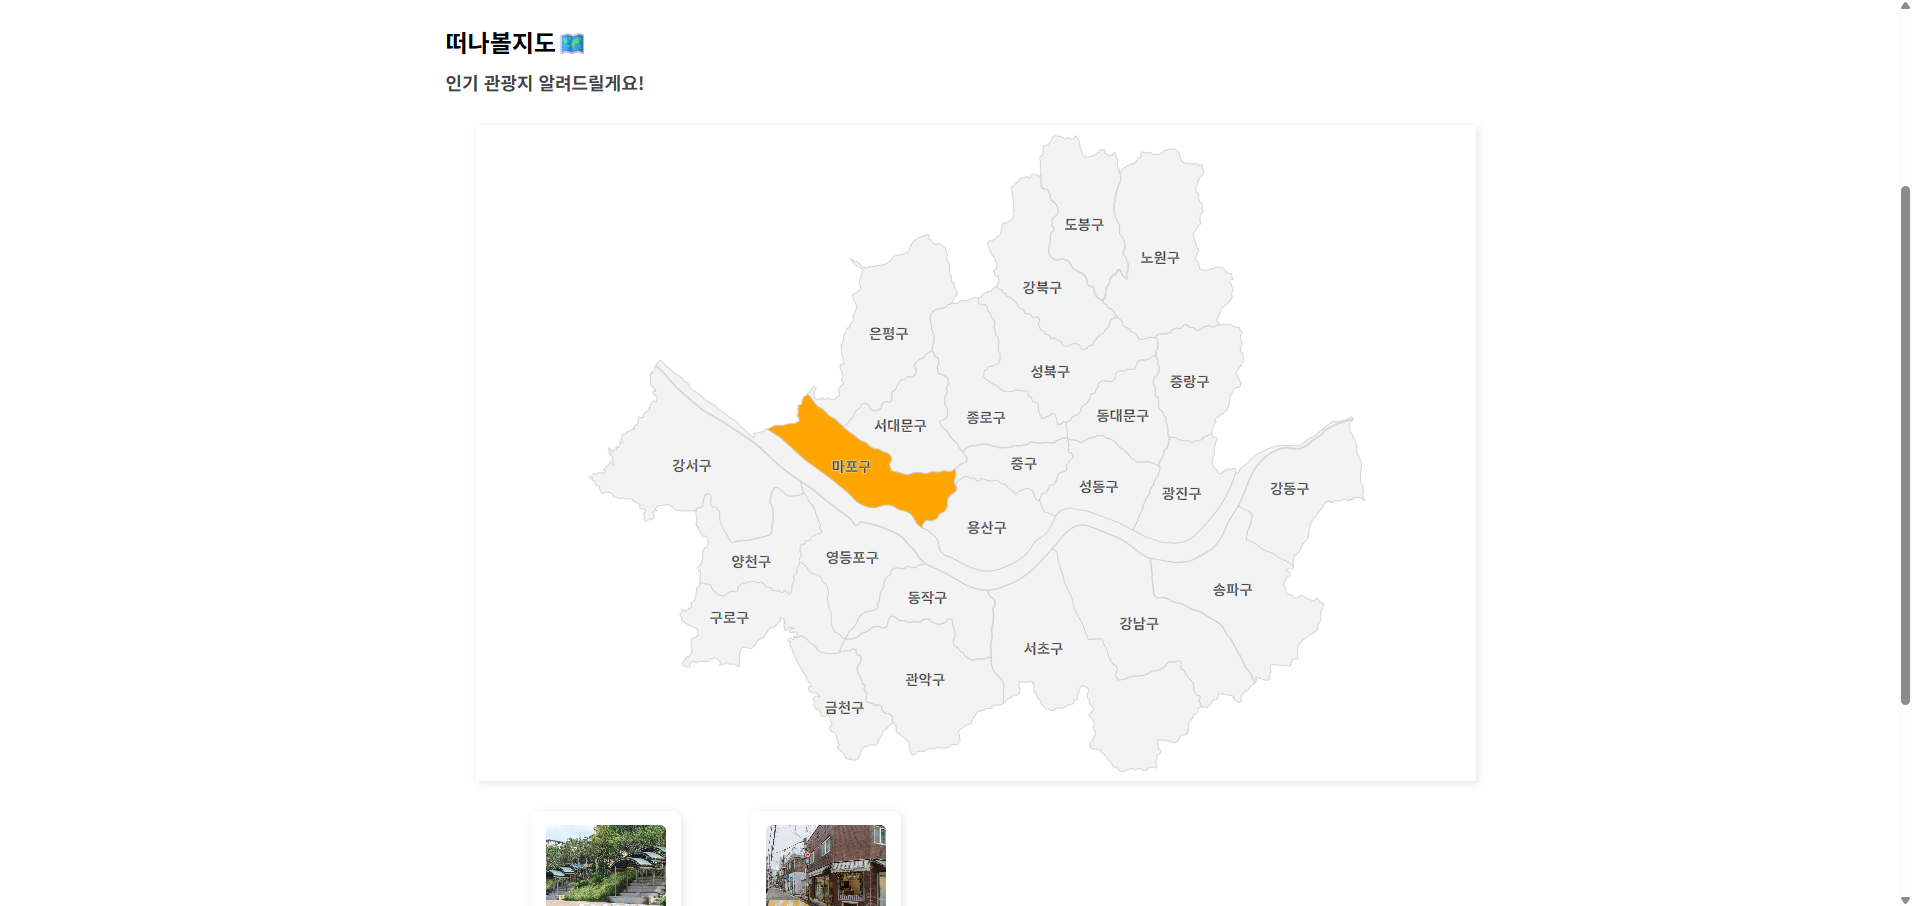 떠나볼지도
인기 관광지 알려드릴게요!
도봉구
노원구
강북구
은평구
성북구
중랑구
동대문구
종로구
서대문구
중구
마포구
강서구
성동구
강동구
광진구
용산구
영등포구
양천구
송파구
동작구
구로구
강남구
서초구
관악구
금천구